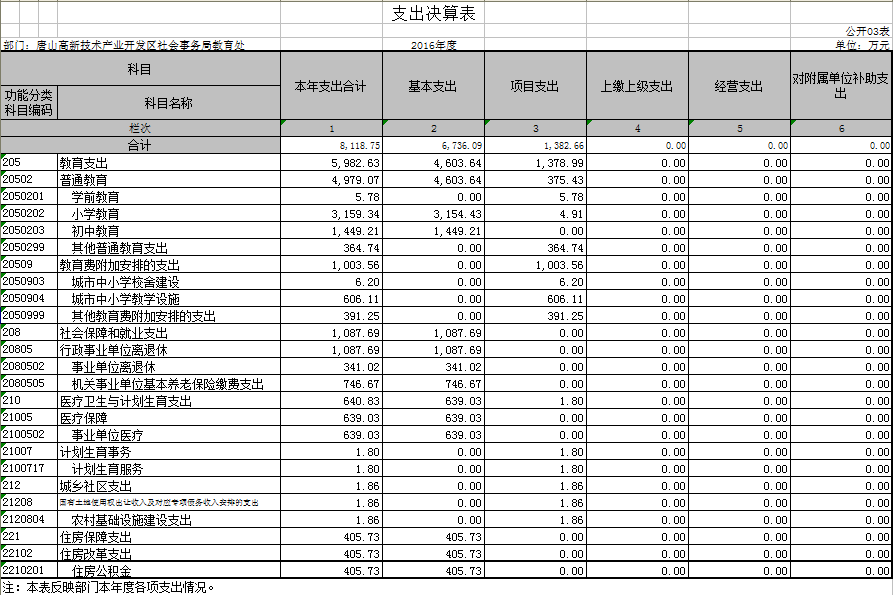 支出决算表
公开03表
部门：唐山高新技术产业开发区社会事务局教育处 2016年度 单位：万元
科目 本年支出合计 基本支出 项目支出 上缴上级支出 经营支出 对附属单位补助支出
功能分类科目编码 科目名称
栏次 1 2 3 4 5 6
合计 8,118.75 6,736.09 1,382.66 0.00 0.00 0.00
205 教育支出 5,982.63 4,603.64 1,378.99 0.00 0.00 0.00
20502 普通教育 4,979.07 4,603.64 375.43 0.00 0.00 0.00
2050201 学前教育 5.78 0.00 5.78 0.00 0.00 0.00
2050202 小学教育 3,159.34 3,154.43 4.91 0.00 0.00 0.00
2050203 初中教育 1,449.21 1,449.21 0.00 0.00 0.00 0.00
2050299 其他普通教育支出 364.74 0.00 364.74 0.00 0.00 0.00
20509 教育费附加安排的支出 1,003.56 0.00 1,003.56 0.00 0.00 0.00
2050903 城市中小学校舍建设 6.20 0.00 6.20 0.00 0.00 0.00
2050904 城市中小学教学设施 606.11 0.00 606.11 0.00 0.00 0.00
2050999 其他教育费附加安排的支出 391.25 0.00 391.25 0.00 0.00 0.00
208 社会保障和就业支出 1,087.69 1,087.69 0.00 0.00 0.00 0.00
20805 行政事业单位离退休 1,087.69 1,087.69 0.00 0.00 0.00 0.00
2080502 事业单位离退休 341.02 341.02 0.00 0.00 0.00 0.00
2080505 机关事业单位基本养老保险缴费支出 746.67 746.67 0.00 0.00 0.00 0.00
210 医疗卫生与计划生育支出 640.83 639.03 1.80 0.00 0.00 0.00
21005 医疗保障 639.03 639.03 0.00 0.00 0.00 0.00
2100502 事业单位医疗 639.03 639.03 0.00 0.00 0.00 0.00
21007 计划生育事务 1.80 0.00 1.80 0.00 0.00 0.00
2100717 计划生育服务 1.80 0.00 1.80 0.00 0.00 0.00
212 城乡社区支出 1.86 0.00 1.86 0.00 0.00 0.00
21208 国有土地使用权出让收入及对应专项债务收入安排的支出 1.86 0.00 1.86 0.00 0.00 0.00
2120804 农村基础设施建设支出 1.86 0.00 1.86 0.00 0.00 0.00
221 住房保障支出 405.73 405.73 0.00 0.00 0.00 0.00
22102 住房改革支出 405.73 405.73 0.00 0.00 0.00 0.00
2210201 住房公积金 405.73 405.73 0.00 0.00 0.00 0.00
注：本表反映部门本年度各项支出情况。